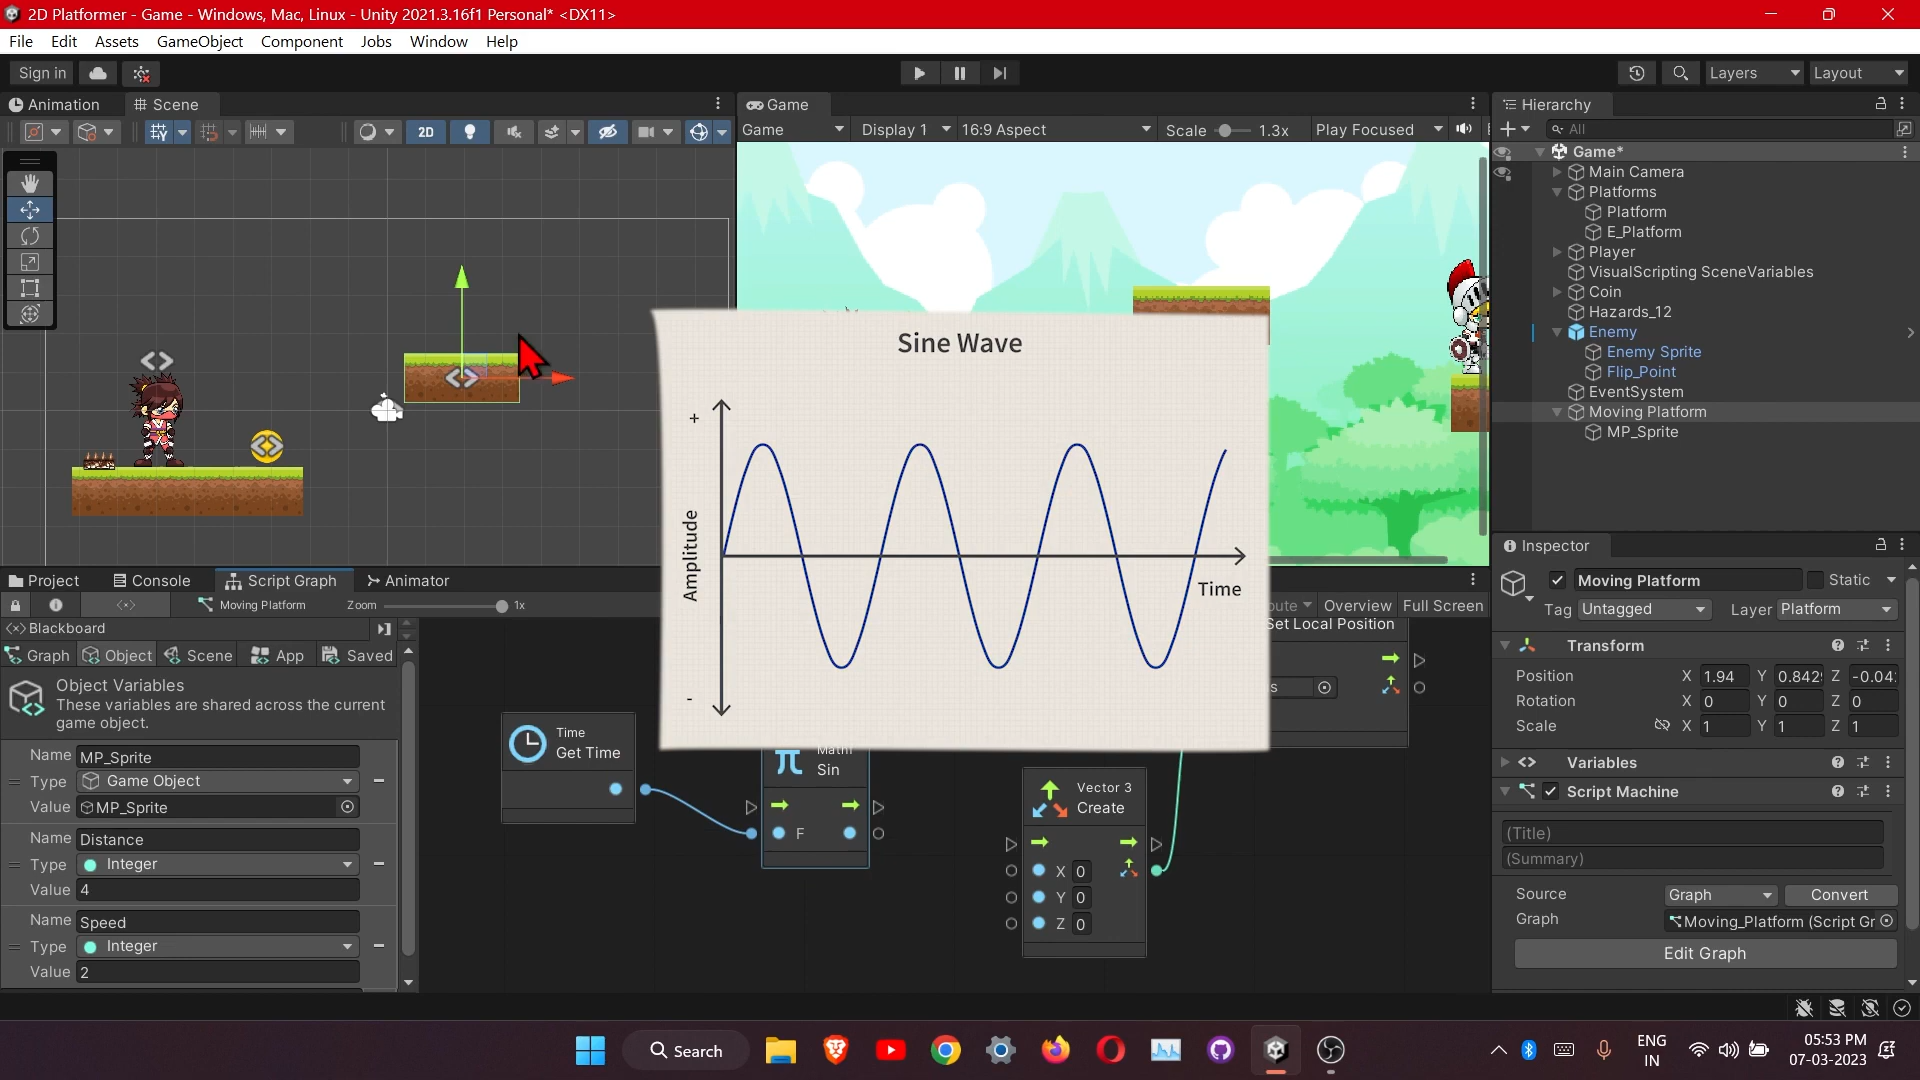 2D Platformer - Game - Windows, Mac, Linux - Unity 2021.3.16f1 Personal* <DX11>
File Edit Assets GameObject Component Jobs Window Help
Sign in
Layers
Layout
Animation
Scene
2D
Game
Game
Display 1
16:9 Aspect
Scale
1.3x
Play Focused
Hierarchy
All
Game*
Main Camera
Platforms
Platform
E_Platform
Player
VisualScripting SceneVariables
Coin
Hazards_12
Enemy
Enemy Sprite
Flip_Point
EventSystem
Moving Platform
MP_Sprite
Sine Wave
+
Amplitude
-
Time
Project
Console
Script Graph
Animator
Moving Platform
Zoom
1x
Overview
Full Screen
Blackboard
Graph
Object
Scene
App
Saved
Object Variables
These variables are shared across the current
game object.
Name MP_Sprite
Type Game Object
Value MP_Sprite
Name Distance
Type Integer
Value 4
Name Speed
Type Integer
Value 2
Time
Get Time
Math
Sin
F
Vector 3
Create
X 0
Y 0
Z 0
Set Local Position
Inspector
Moving Platform
Static
Tag Untagged
Layer Platform
Transform
Position X 1.94 Y 0.842 Z -0.04
Rotation X 0 Y 0 Z 0
Scale X 1 Y 1 Z 1
Variables
Script Machine
(Title)
(Summary)
Source Graph Convert
Graph Moving_Platform (Script Gr
Edit Graph
Search
ENG
IN
05:53 PM
07-03-2023